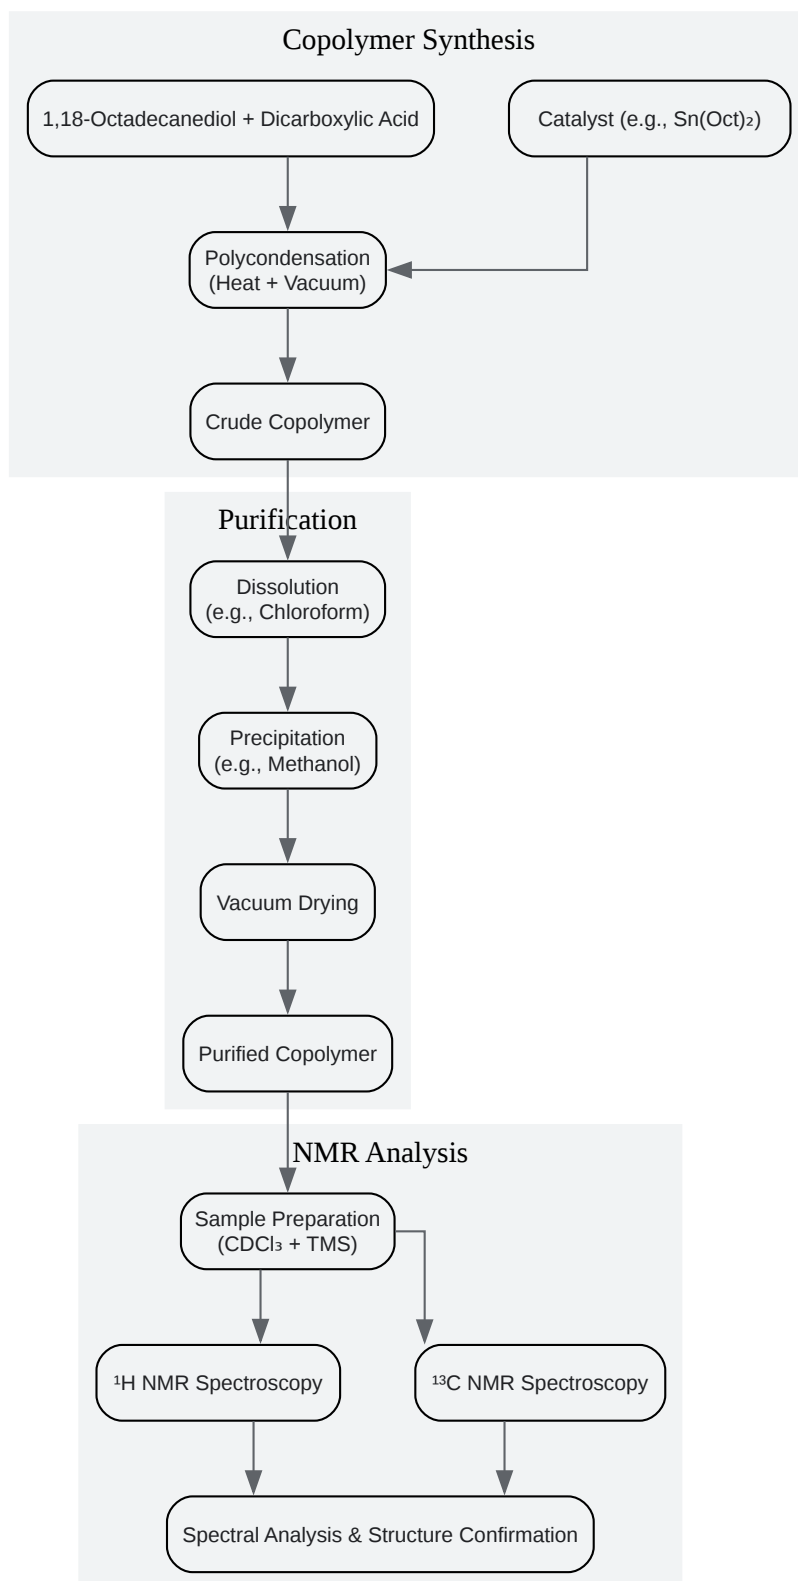 Copolymer Synthesis
1,18-Octadecanediol + Dicarboxylic Acid
Catalyst (e.g., Sn(Oct)₂)
Polycondensation
(Heat + Vacuum)
Crude Copolymer
Purification
Dissolution
(e.g., Chloroform)
Precipitation
(e.g., Methanol)
Vacuum Drying
Purified Copolymer
NMR Analysis
Sample Preparation
(CDCl₃ + TMS)
¹H NMR Spectroscopy
¹³C NMR Spectroscopy
Spectral Analysis & Structure Confirmation